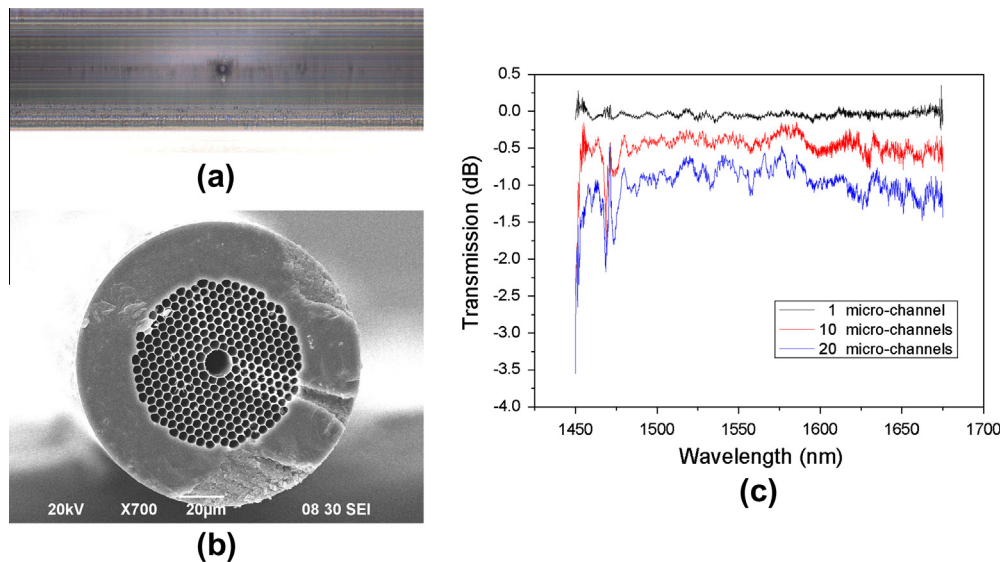 (a)
20kV X700 20µm 08 30 SEI
(b)
Transmission (dB)
0.5
0.0
-0.5
-1.0
-1.5
-2.0
-2.5
-3.0
-3.5
-4.0
1 micro-channel
10 micro-channels
20 micro-channels
1450 1500 1550 1600 1650 1700
Wavelength (nm)
(c)